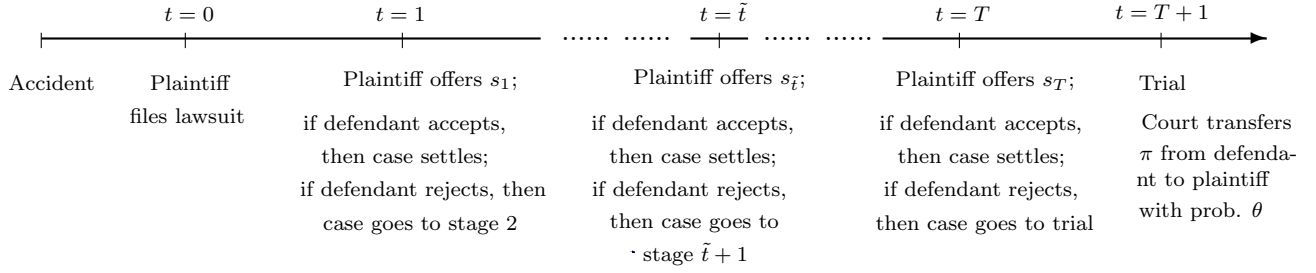 t = 0
t = 1
t = t̃
t = T
t = T + 1
Accident
Plaintiff
files lawsuit
Plaintiff offers s₁;
if defendant accepts,
then case settles;
if defendant rejects, then
case goes to stage 2
Plaintiff offers s_t̃;
if defendant accepts,
then case settles;
if defendant rejects,
then case goes to
stage t̃ + 1
Plaintiff offers s_T;
if defendant accepts,
then case settles;
if defendant rejects,
then case goes to trial
Trial
Court transfers
π from defenda-
nt to plaintiff
with prob. θ